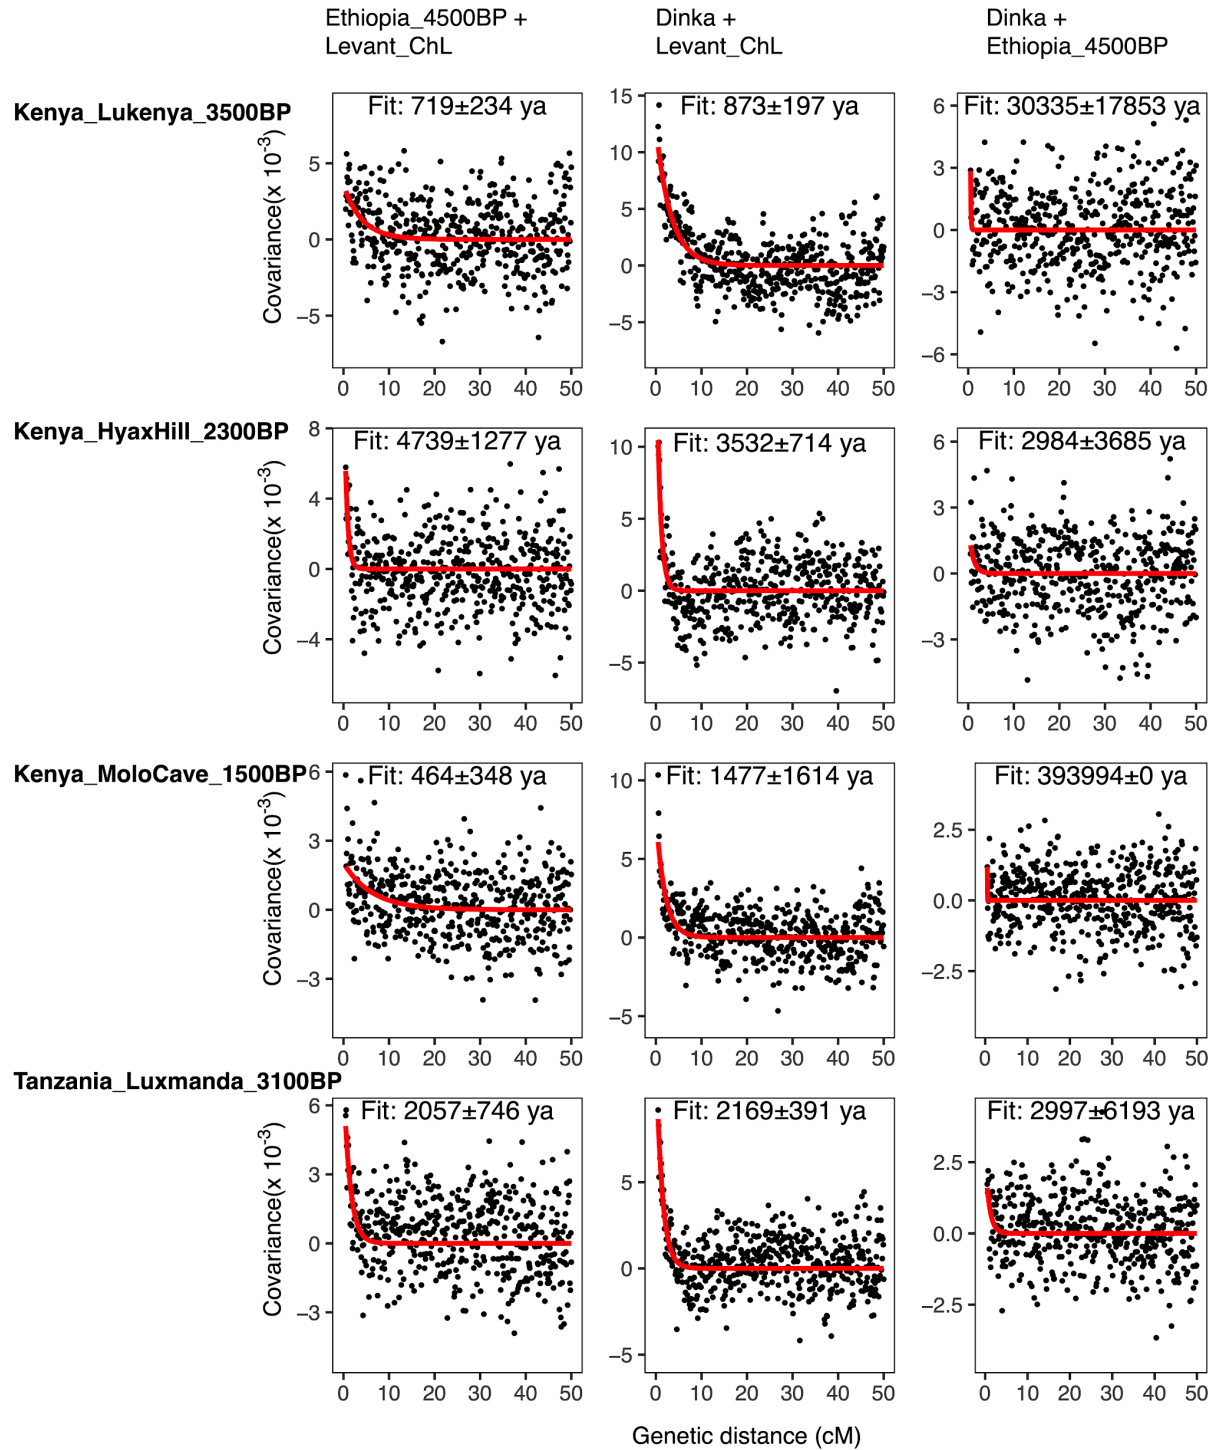 Ethiopia_4500BP +
Levant_ChL
Dinka +
Levant_ChL
Dinka +
Ethiopia_4500BP
Kenya_Lukenya_3500BP
Covariance(x 10⁻³)
Fit: 719±234 ya
5
0
−5
0 10 20 30 40 50
Fit: 873±197 ya
15
10
5
0
−5
0 10 20 30 40 50
Fit: 30335±17853 ya
6
3
0
−3
−6
0 10 20 30 40 50
Kenya_HyaxHill_2300BP
Covariance(x 10⁻³)
Fit: 4739±1277 ya
8
4
0
−4
0 10 20 30 40 50
Fit: 3532±714 ya
10
5
0
−5
0 10 20 30 40 50
Fit: 2984±3685 ya
6
3
0
−3
0 10 20 30 40 50
Kenya_MoloCave_1500BP
Covariance(x 10⁻³)
Fit: 464±348 ya
6
3
0
−3
0 10 20 30 40 50
Fit: 1477±1614 ya
10
5
0
−5
0 10 20 30 40 50
Fit: 393994±0 ya
2.5
0.0
−2.5
0 10 20 30 40 50
Tanzania_Luxmanda_3100BP
Covariance(x 10⁻³)
Fit: 2057±746 ya
6
3
0
−3
0 10 20 30 40 50
Fit: 2169±391 ya
5
0
−5
0 10 20 30 40 50
Fit: 2997±6193 ya
2.5
0.0
−2.5
0 10 20 30 40 50
Genetic distance (cM)